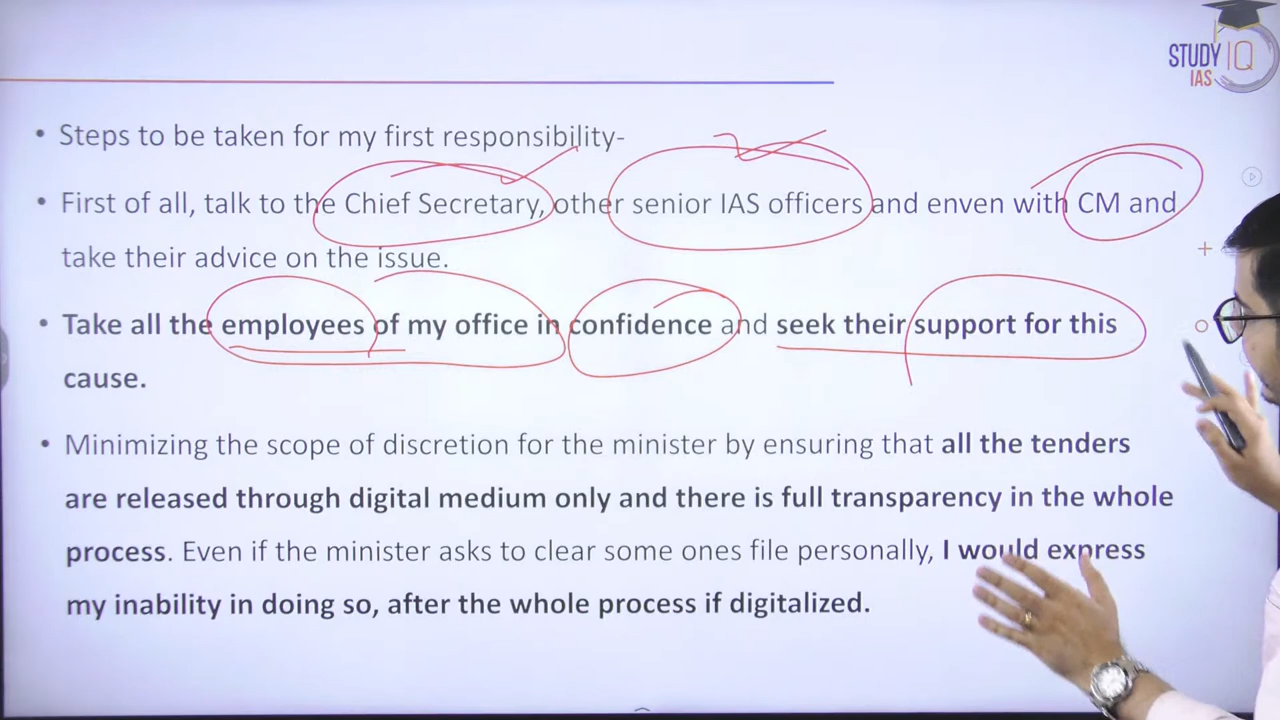 STUDY IQ
IAS
• Steps to be taken for my first responsibility-
• First of all, talk to the Chief Secretary, other senior IAS officers and enven with CM and
take their advice on the issue.
• Take all the employees of my office in confidence and seek their support for this
cause.
• Minimizing the scope of discretion for the minister by ensuring that all the tenders
are released through digital medium only and there is full transparency in the whole
process. Even if the minister asks to clear some ones file personally, I would express
my inability in doing so, after the whole process if digitalized.